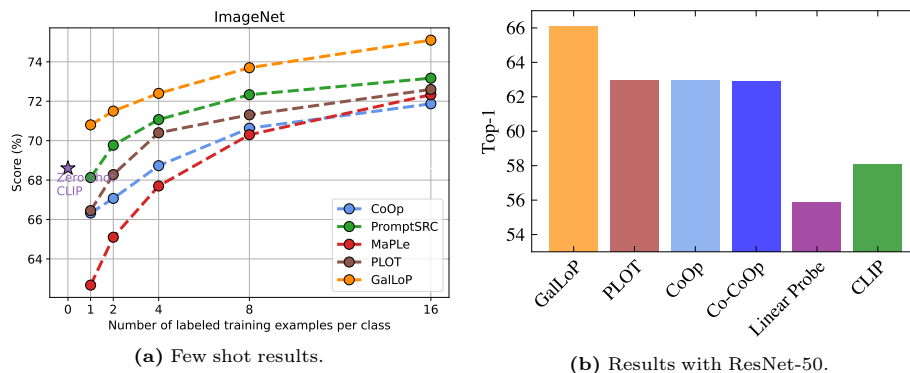 ImageNet
Score (%)
74
72
70
68
66
64
CLIP
CoOp
PromptSRC
MaPLe
PLOT
GalLoP
0 1 2 4 8 16
Number of labeled training examples per class
(a) Few shot results.
Top-1
66
64
62
60
58
56
54
GalLoP
PLOT
CoOp
Co-CoOp
Linear Probe
CLIP
(b) Results with ResNet-50.